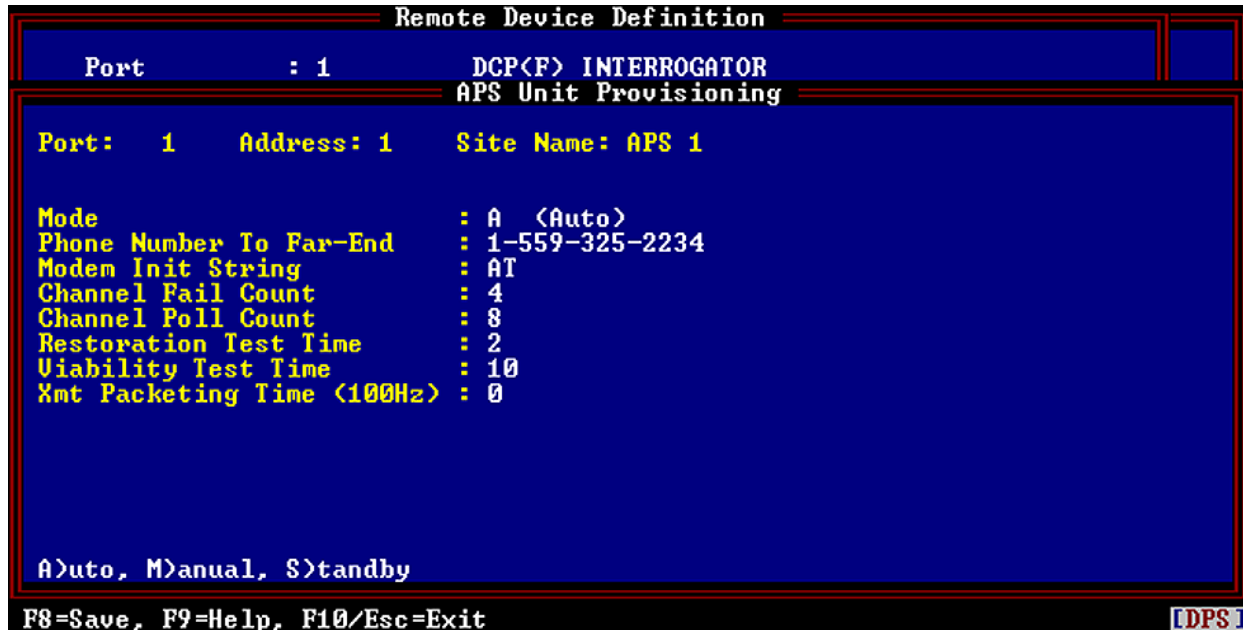 Remote Device Definition
Port : 1 DCP(F) INTERROGATOR
APS Unit Provisioning
Port: 1 Address: 1 Site Name: APS 1
Mode : A (Auto)
Phone Number To Far-End : 1-559-325-2234
Modem Init String : AT
Channel Fail Count : 4
Channel Poll Count : 8
Restoration Test Time : 2
Viability Test Time : 10
Xmt Packeting Time (100Hz) : 0
A)uto, M)anual, S)tandby
F8=Save, F9=Help, F10/Esc=Exit [DPS]